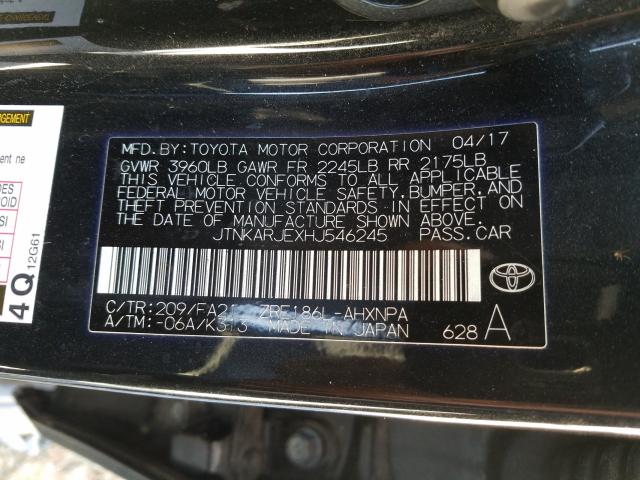 MFD.BY:TOYOTA MOTOR CORPORATION 04/17
GVWR 3960LB GAWR FR 2245LB RR 2175LB
THIS VEHICLE CONFORMS TO ALL APPLICABLE
FEDERAL MOTOR VEHICLE SAFETY,BUMPER,AND
THEFT PREVENTION STANDARDS IN EFFECT ON
THE DATE OF MANUFACTURE SHOWN ABOVE.
JTNKARJEXHJ546245 PASS.CAR
C/TR:209/FA21 ZRE186L-AHXNPA
A/TM:-06A/K313 MADE IN JAPAN
628 A
4Q
12G61